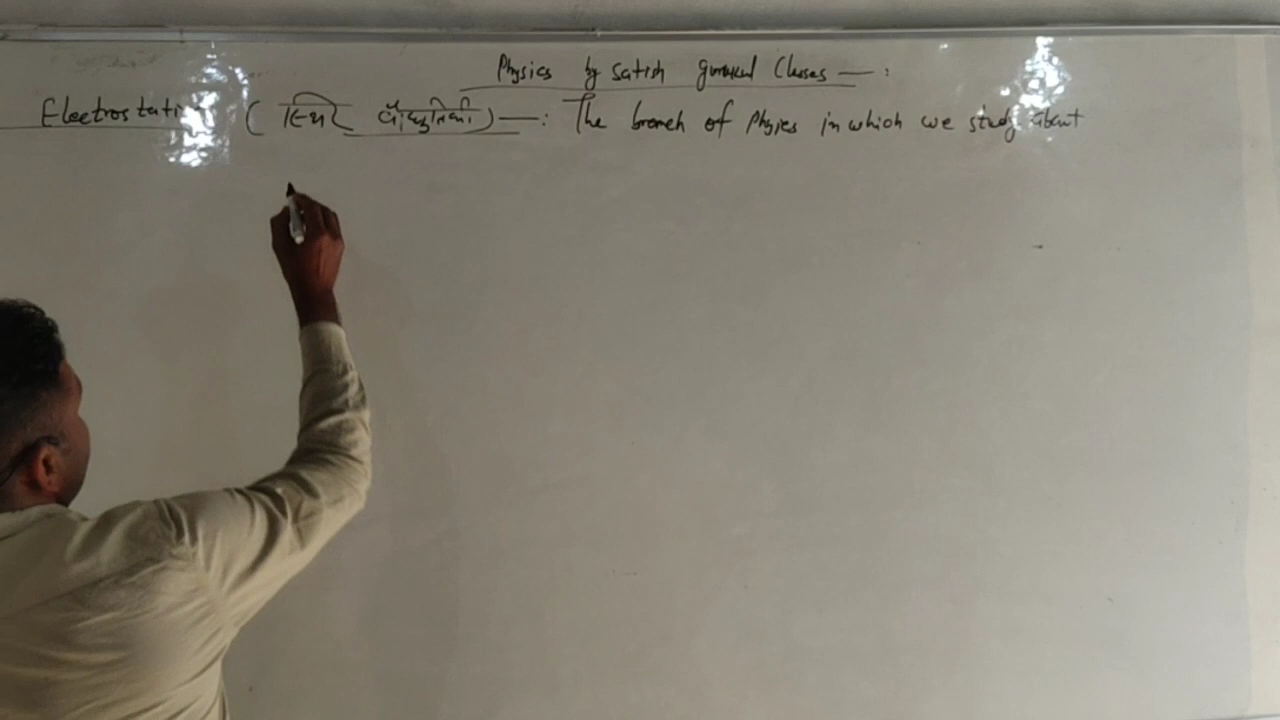 Physics by Satish gurukul Classes —:
Electrostatics ( स्थिर वैद्युतिकी ) —: The branch of Physics in which we study about